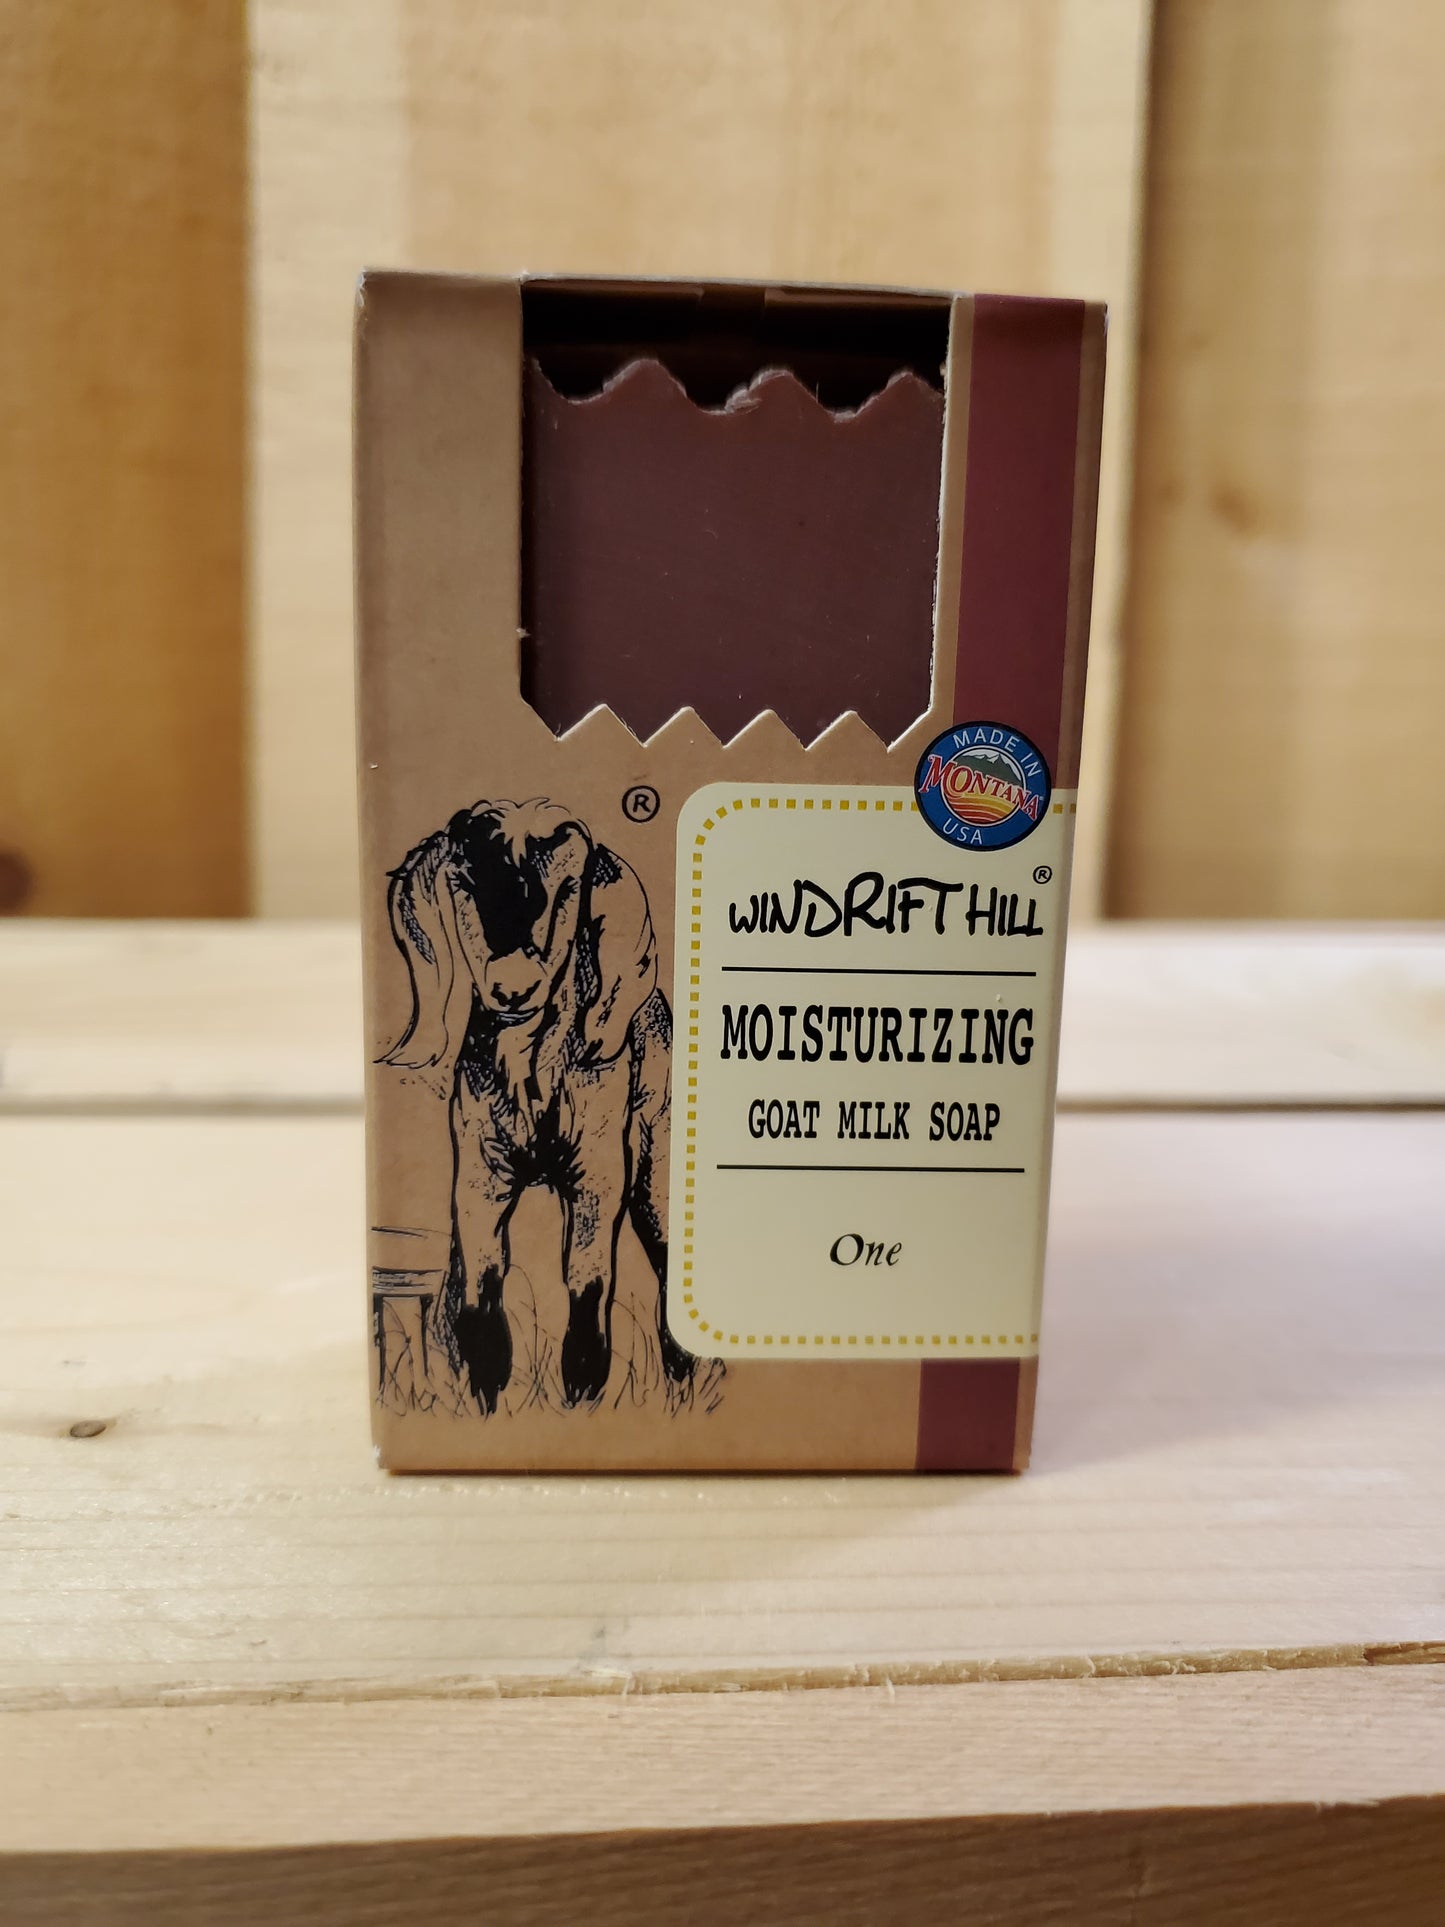 MADE IN
MONTANA
USA
®
WINDRIFT HILL®
MOISTURIZING
GOAT MILK SOAP
One